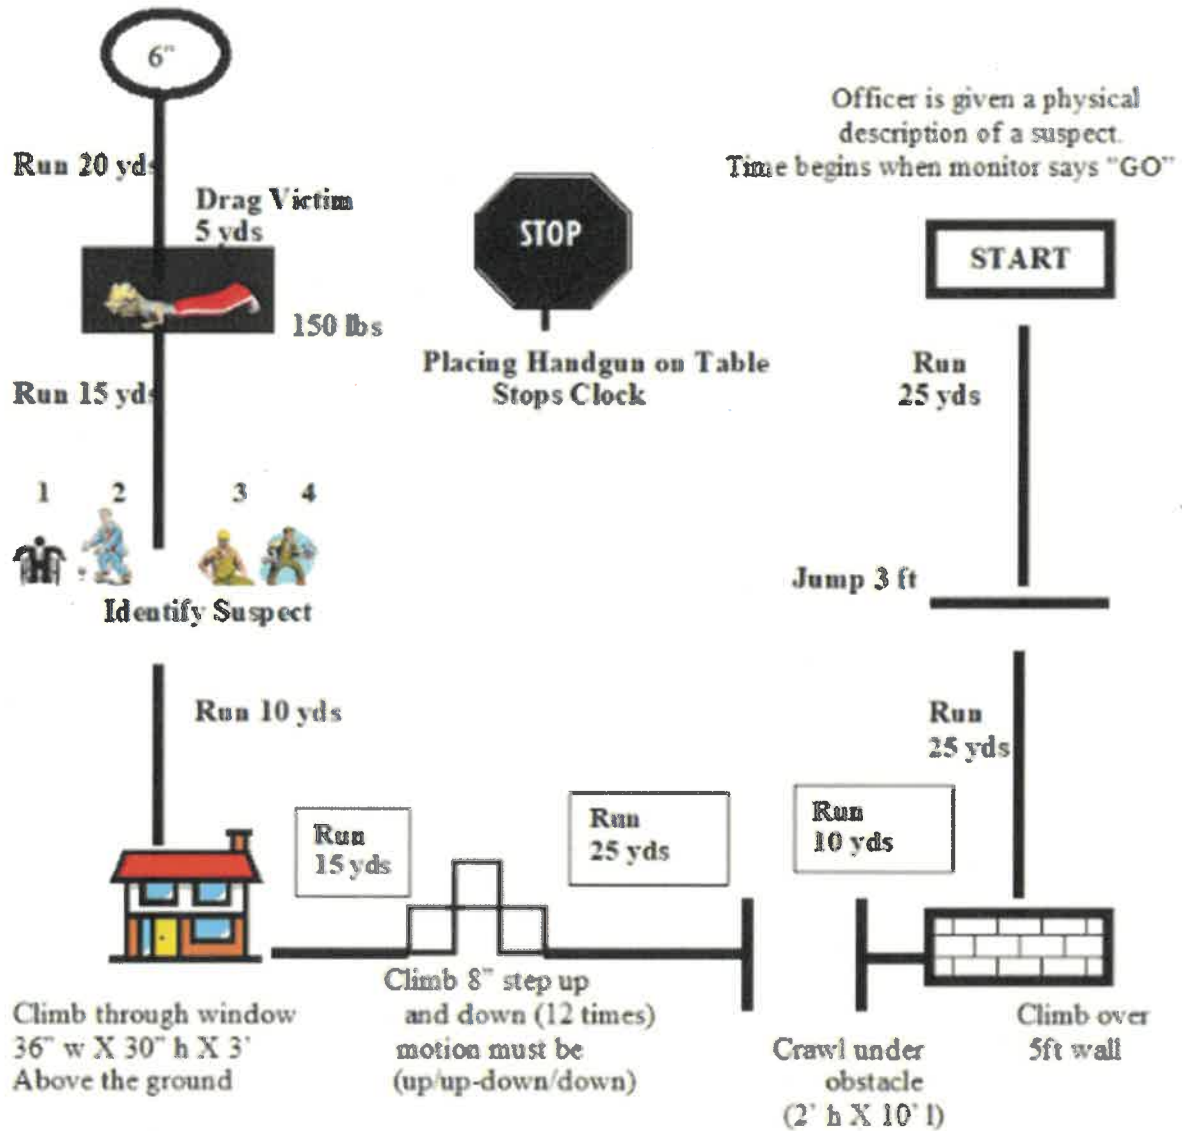 6"
Run 20 yds
Drag Victim
5 yds
150 lbs
Run 15 yds
1 2 3 4
Identify Suspect
Run 10 yds
STOP
Placing Handgun on Table
Stops Clock
Officer is given a physical
description of a suspect.
Time begins when monitor says "GO"
START
Run
25 yds
Jump 3 ft
Run
25 yds
Run
15 yds
Run
25 yds
Run
10 yds
Climb through window
36" w X 30" h X 3'
Above the ground
Climb 8" step up
and down (12 times)
motion must be
(up/up-down/down)
Crawl under
obstacle
(2' h X 10' l)
Climb over
5ft wall